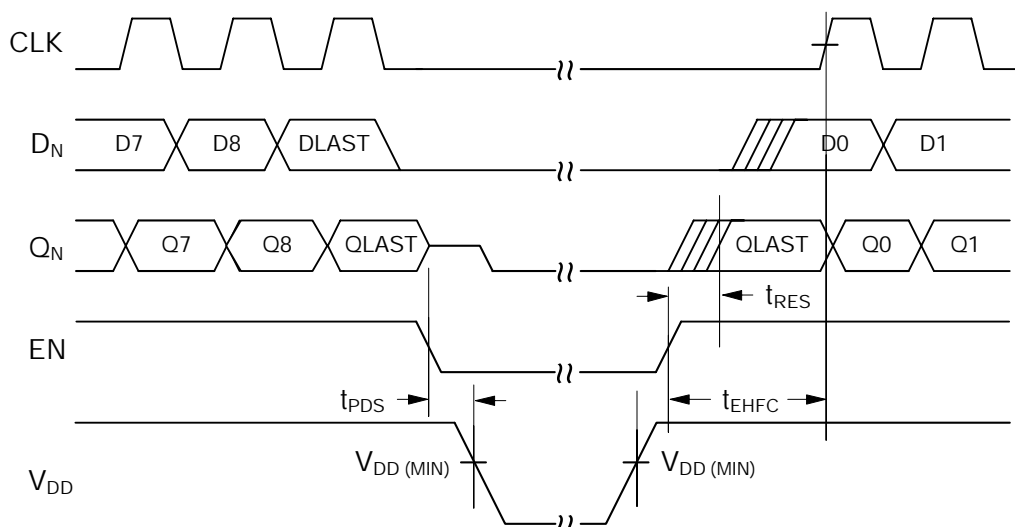 CLK
D7 D8 DLAST D0 D1
DN
Q7 Q8 QLAST QLAST Q0 Q1
QN
tRES
EN
tPDS tEHFC
VDD (MIN) VDD (MIN)
VDD